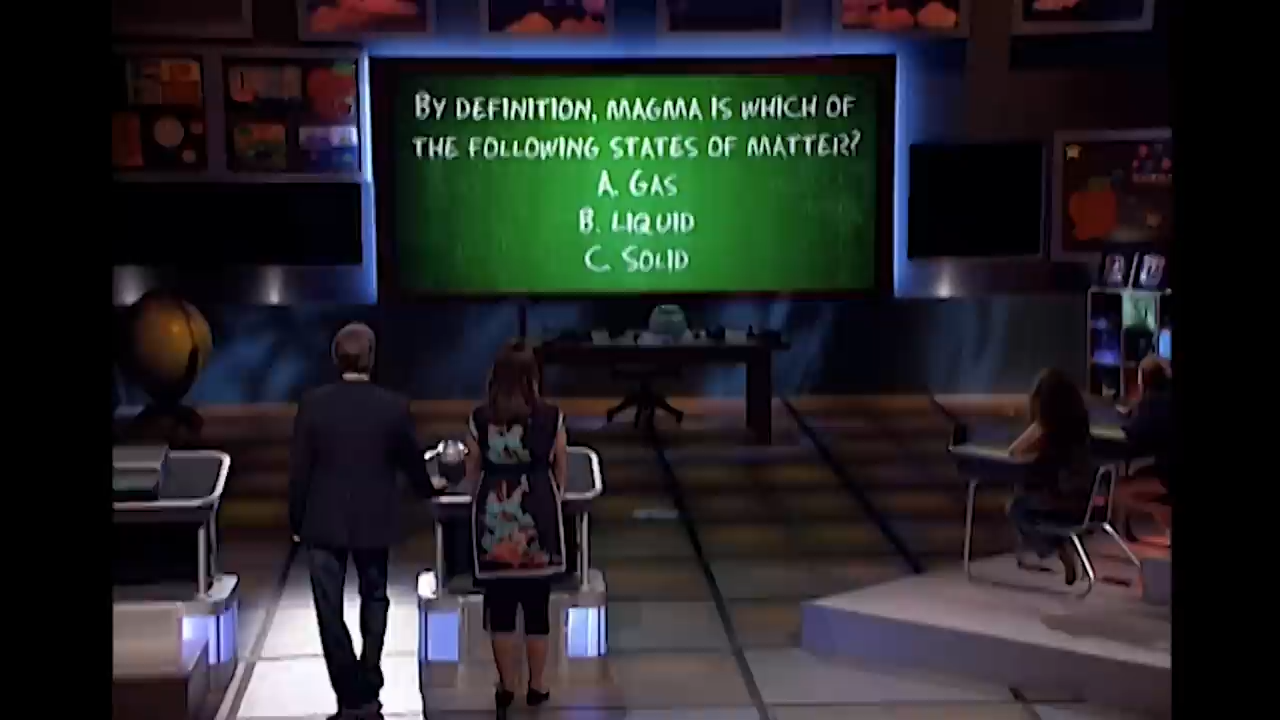 BY DEFINITION, MAGMA IS WHICH OF
THE FOLLOWING STATES OF MATTER?
A. GAS
B. LIQUID
C. SOLID